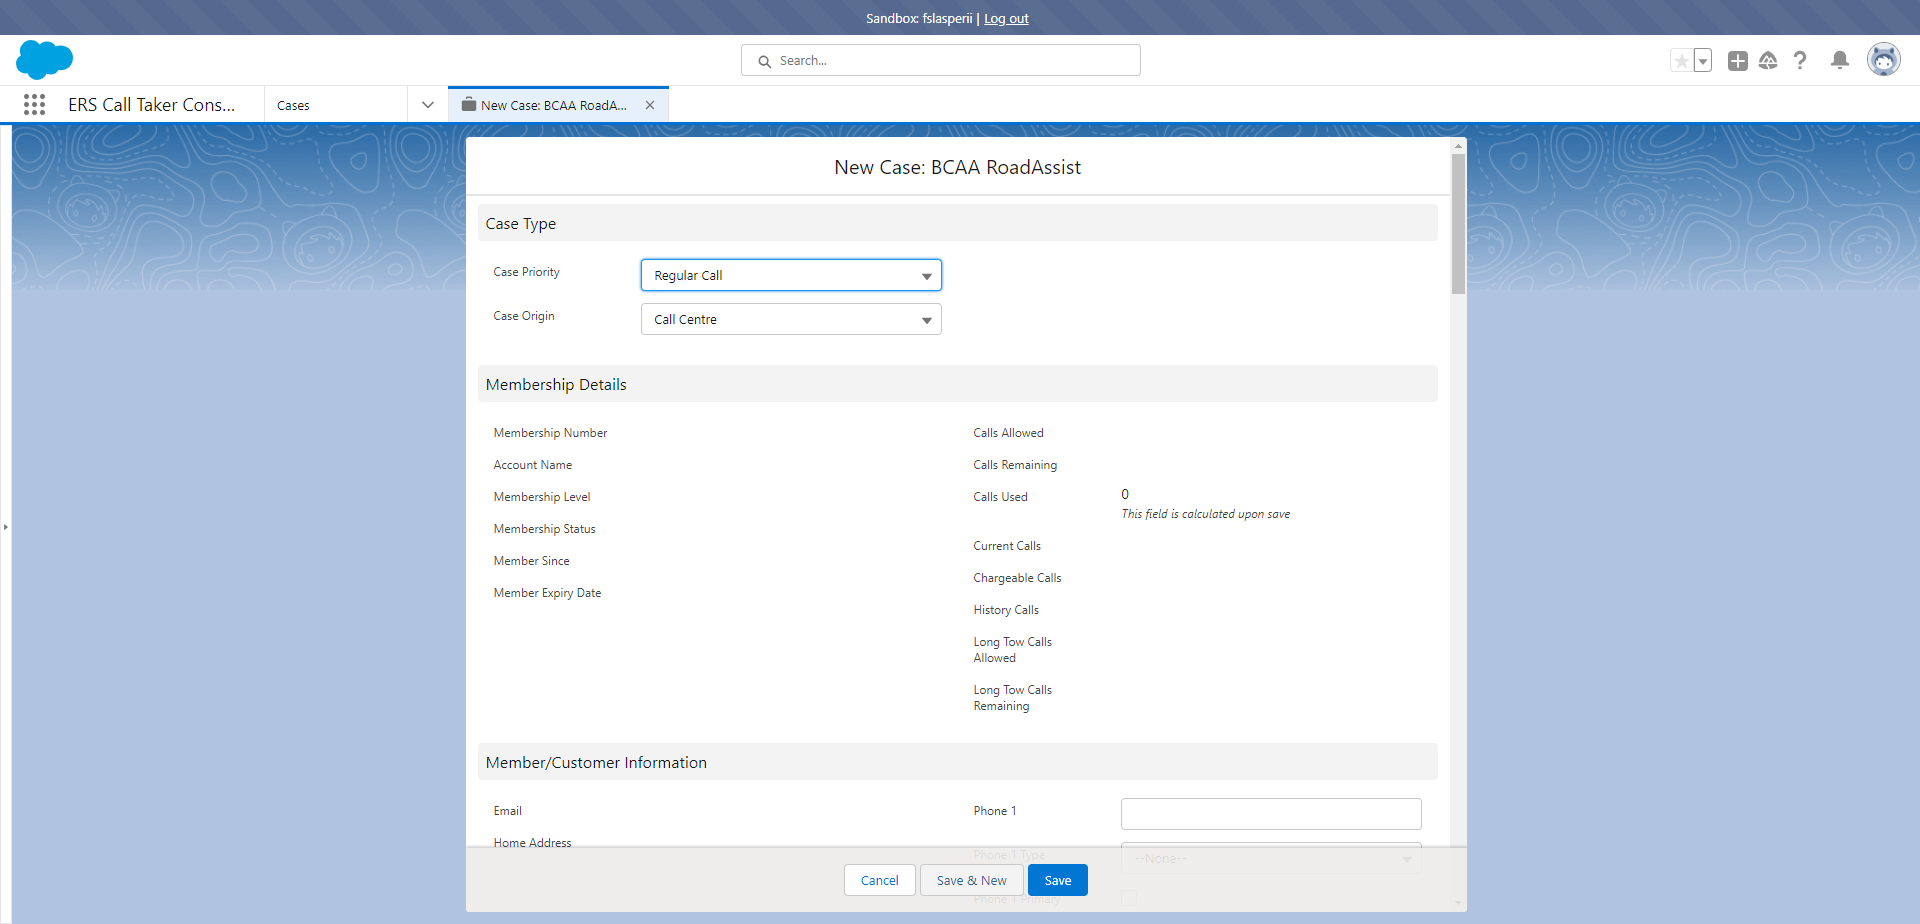 Sandbox: fslasperii | Log out
Search...
ERS Call Taker Cons...
Cases
New Case: BCAA RoadA...
New Case: BCAA RoadAssist
Case Type
Case Priority
Regular Call
Case Origin
Call Centre
Membership Details
Membership Number
Calls Allowed
Account Name
Calls Remaining
Membership Level
Calls Used
0
This field is calculated upon save
Membership Status
Current Calls
Member Since
Chargeable Calls
Member Expiry Date
History Calls
Long Tow Calls
Allowed
Long Tow Calls
Remaining
Member/Customer Information
Email
Phone 1
Home Address
Phone 1 Type
--None--
Cancel
Save & New
Save
Phone 1 Primary